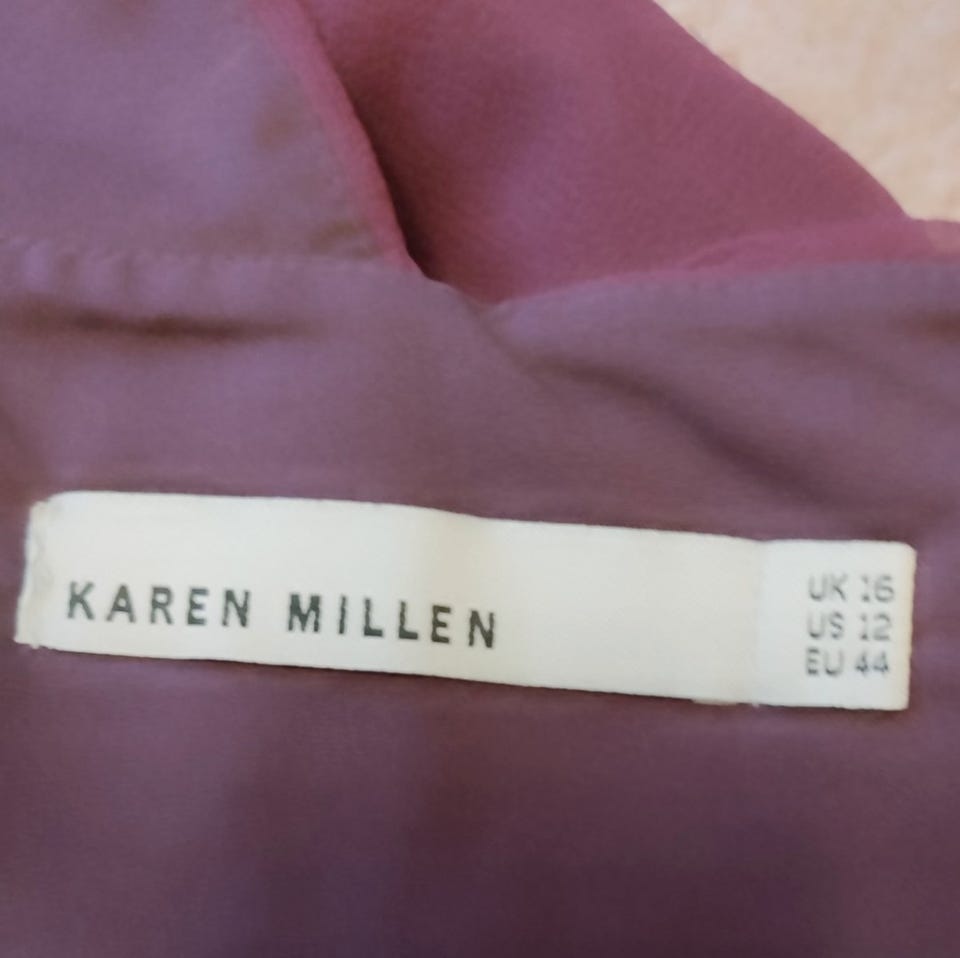 KAREN MILLEN
UK 16
US 12
EU 44